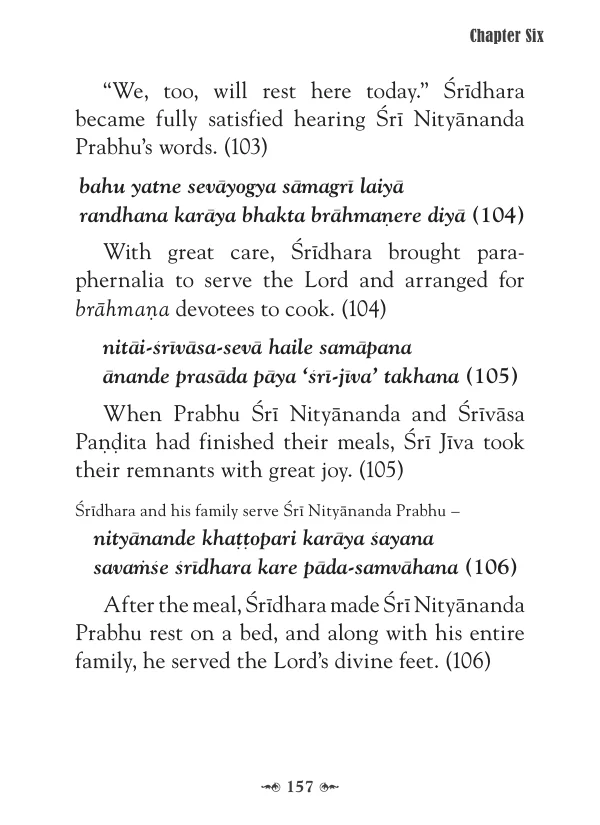 Chapter Six
“We, too, will rest here today.” Śrīdhara
became fully satisfied hearing Śrī Nityānanda
Prabhu’s words. (103)
bahu yatne sevāyogya sāmagrī laiyā
randhana karāya bhakta brāhmaṇere diyā (104)
With great care, Śrīdhara brought para-
phernalia to serve the Lord and arranged for
brāhmaṇa devotees to cook. (104)
nitāi-śrīvāsa-sevā haile samāpana
ānande prasāda pāya ‘śrī-jīva’ takhana (105)
When Prabhu Śrī Nityānanda and Śrīvāsa
Paṇḍita had finished their meals, Śrī Jīva took
their remnants with great joy. (105)
Śrīdhara and his family serve Śrī Nityānanda Prabhu –
nityānande khaṭṭopari karāya śayana
savaṁśe śrīdhara kare pāda-samvāhana (106)
After the meal, Śrīdhara made Śrī Nityānanda
Prabhu rest on a bed, and along with his entire
family, he served the Lord’s divine feet. (106)
157